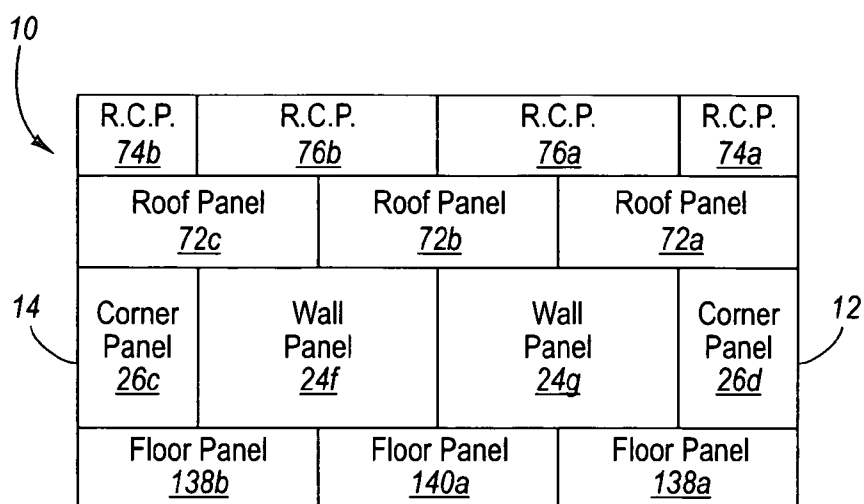 10
R.C.P. R.C.P. R.C.P. R.C.P.
74b 76b 76a 74a
Roof Panel Roof Panel Roof Panel
72c 72b 72a
14 12
Corner Wall Wall Corner
Panel Panel Panel Panel
26c 24f 24g 26d
Floor Panel Floor Panel Floor Panel
138b 140a 138a